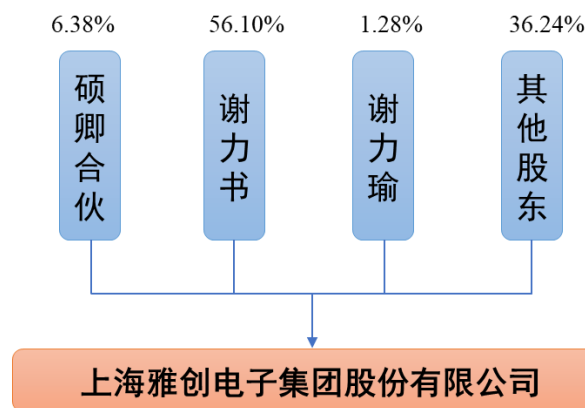 6.38% 56.10% 1.28% 36.24%
硕卿合伙
谢力书
谢力瑜
其他股东
上海雅创电子集团股份有限公司